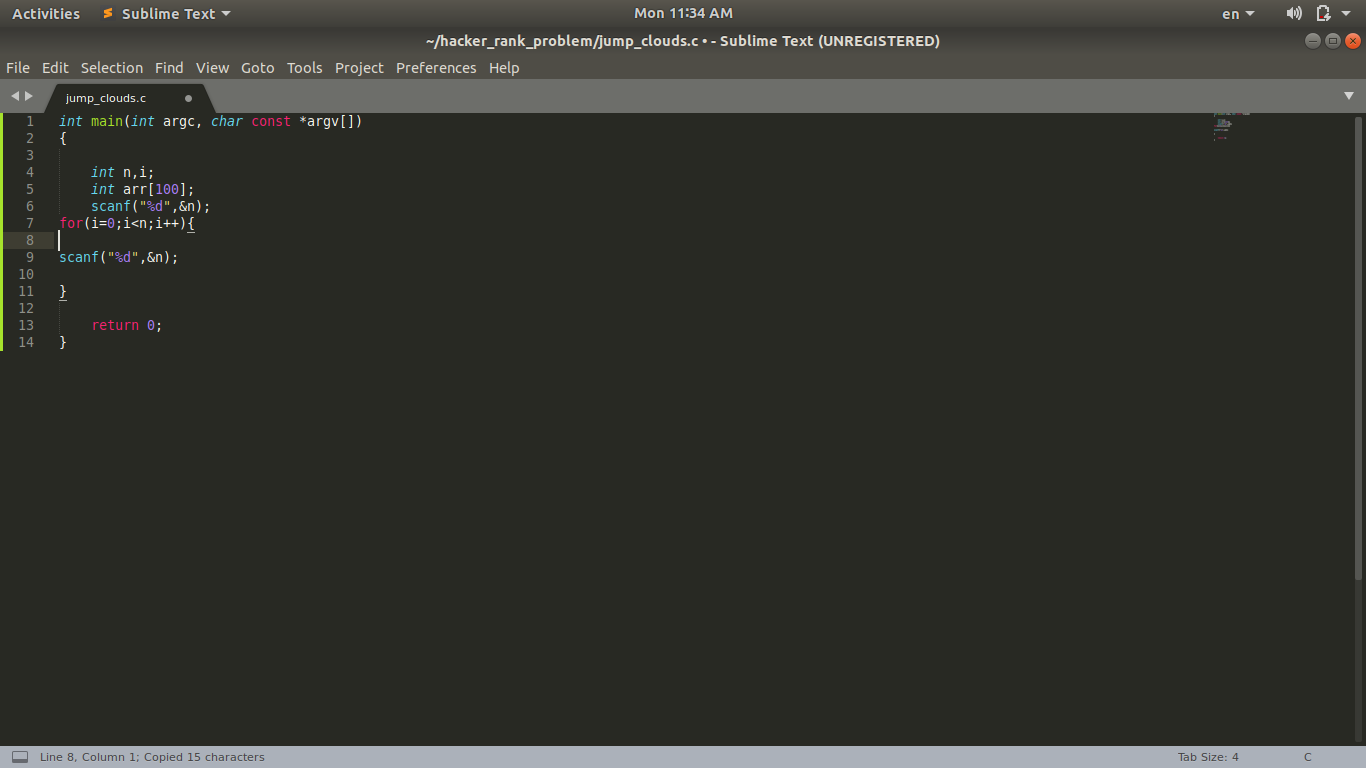 Activities Sublime Text Mon 11:34 AM en
~/hacker_rank_problem/jump_clouds.c • - Sublime Text (UNREGISTERED)
File Edit Selection Find View Goto Tools Project Preferences Help
jump_clouds.c
1 int main(int argc, char const *argv[])
2 {
3
4     int n,i;
5     int arr[100];
6     scanf("%d",&n);
7 for(i=0;i<n;i++){
8
9 scanf("%d",&n);
10
11 }
12
13     return 0;
14 }
Line 8, Column 1; Copied 15 characters Tab Size: 4 C